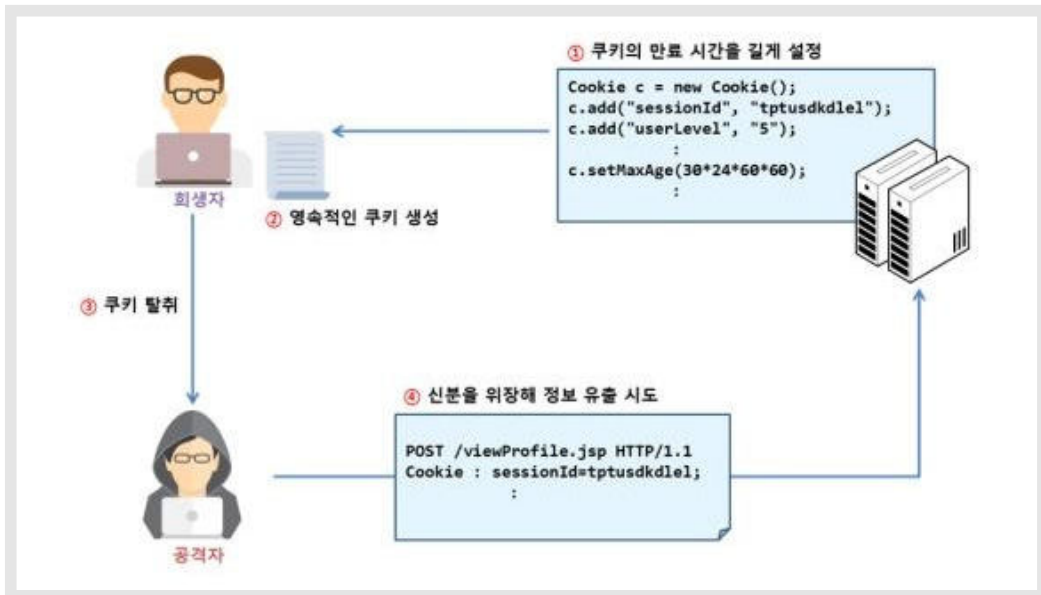 ① 쿠키의 만료 시간을 길게 설정
Cookie c = new Cookie();
c.add("sessionId", "tptusdkdlel");
c.add("userLevel", "5");
:
c.setMaxAge(30*24*60*60);
:
희생자
② 영속적인 쿠키 생성
③ 쿠키 탈취
④ 신분을 위장해 정보 유출 시도
POST /viewProfile.jsp HTTP/1.1
Cookie : sessionId=tptusdkdlel;
:
공격자